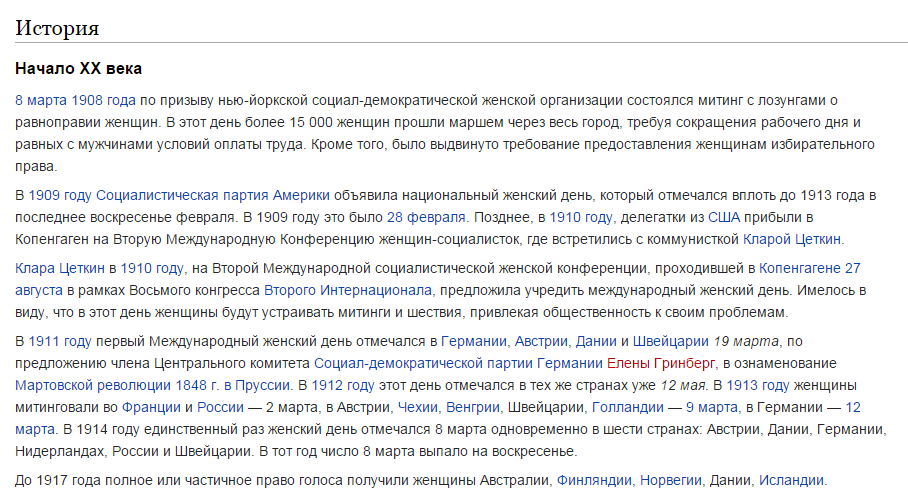 История
Начало XX века
8 марта 1908 года по призыву нью-йоркской социал-демократической женской организации состоялся митинг с лозунгами о
равноправии женщин. В этот день более 15 000 женщин прошли маршем через весь город, требуя сокращения рабочего дня и
равных с мужчинами условий оплаты труда. Кроме того, было выдвинуто требование предоставления женщинам избирательного
права.
В 1909 году Социалистическая партия Америки объявила национальный женский день, который отмечался вплоть до 1913 года в
последнее воскресенье февраля. В 1909 году это было 28 февраля. Позднее, в 1910 году, делегатки из США прибыли в
Копенгаген на Вторую Международную Конференцию женщин-социалисток, где встретились с коммунисткой Кларой Цеткин.
Клара Цеткин в 1910 году, на Второй Международной социалистической женской конференции, проходившей в Копенгагене 27
августа в рамках Восьмого конгресса Второго Интернационала, предложила учредить международный женский день. Имелось в
виду, что в этот день женщины будут устраивать митинги и шествия, привлекая общественность к своим проблемам.
В 1911 году первый Международный женский день отмечался в Германии, Австрии, Дании и Швейцарии 19 марта, по
предложению члена Центрального комитета Социал-демократической партии Германии Елены Гринберг, в ознаменование
Мартовской революции 1848 г. в Пруссии. В 1912 году этот день отмечался в тех же странах уже 12 мая. В 1913 году женщины
митинговали во Франции и России — 2 марта, в Австрии, Чехии, Венгрии, Швейцарии, Голландии — 9 марта, в Германии — 12
марта. В 1914 году единственный раз женский день отмечался 8 марта одновременно в шести странах: Австрии, Дании, Германии,
Нидерландах, России и Швейцарии. В тот год число 8 марта выпало на воскресенье.
До 1917 года полное или частичное право голоса получили женщины Австралии, Финляндии, Норвегии, Дании, Исландии.